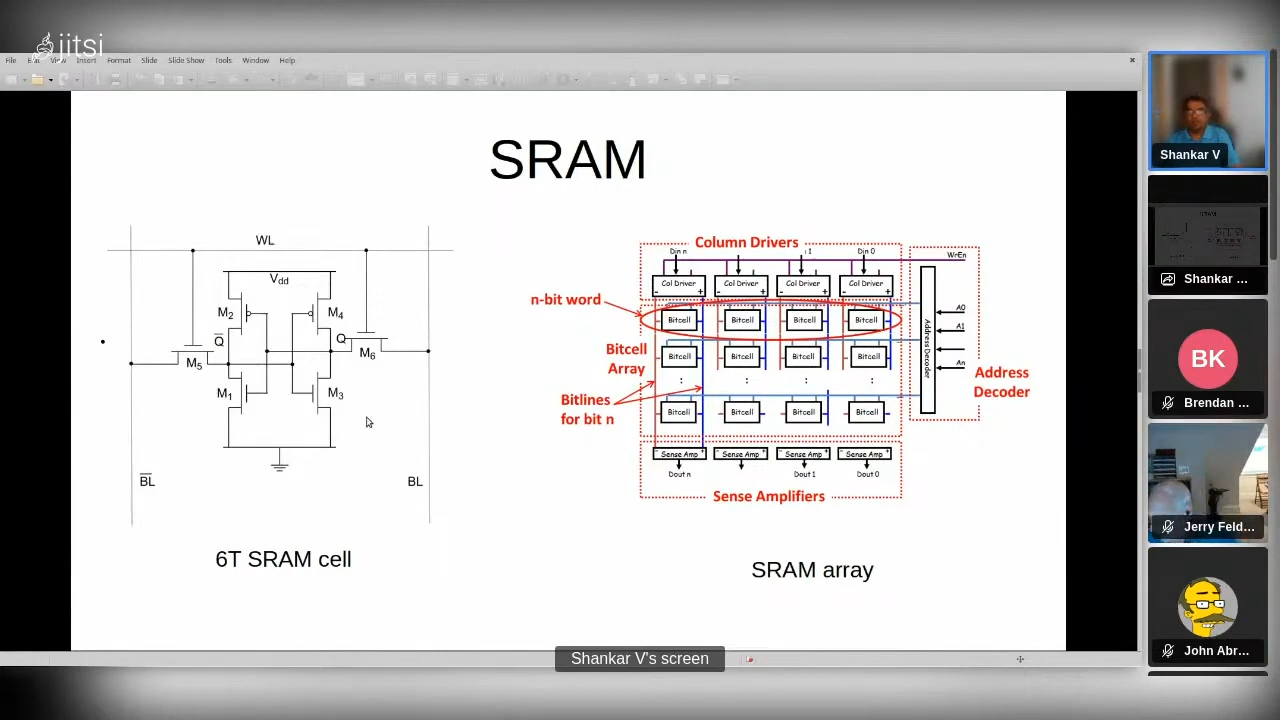 jitsi
File Edit View Insert Format Slide Slide Show Tools Window Help
SRAM
WL
Vdd
M2
M4
Q
Q
M5
M6
M1
M3
BL
BL
6T SRAM cell
Column Drivers
Din n
1
Din 0
WrEn
Col Driver
Col Driver
Col Driver
Col Driver
- +
- +
- +
- +
n-bit word
Bitcell
Bitcell
Bitcell
Bitcell
A0
A1
An
Bitcell
Array
Bitcell
Bitcell
Bitcell
Bitcell
Address Decoder
Address
Decoder
Bitlines
for bit n
Bitcell
Bitcell
Bitcell
Bitcell
- Sense Amp +
- Sense Amp +
- Sense Amp +
- Sense Amp +
Dout n
Dout 1
Dout 0
Sense Amplifiers
SRAM array
Shankar V's screen
Shankar V
Shankar ...
BK
Brendan ...
Jerry Feld...
John Abr...